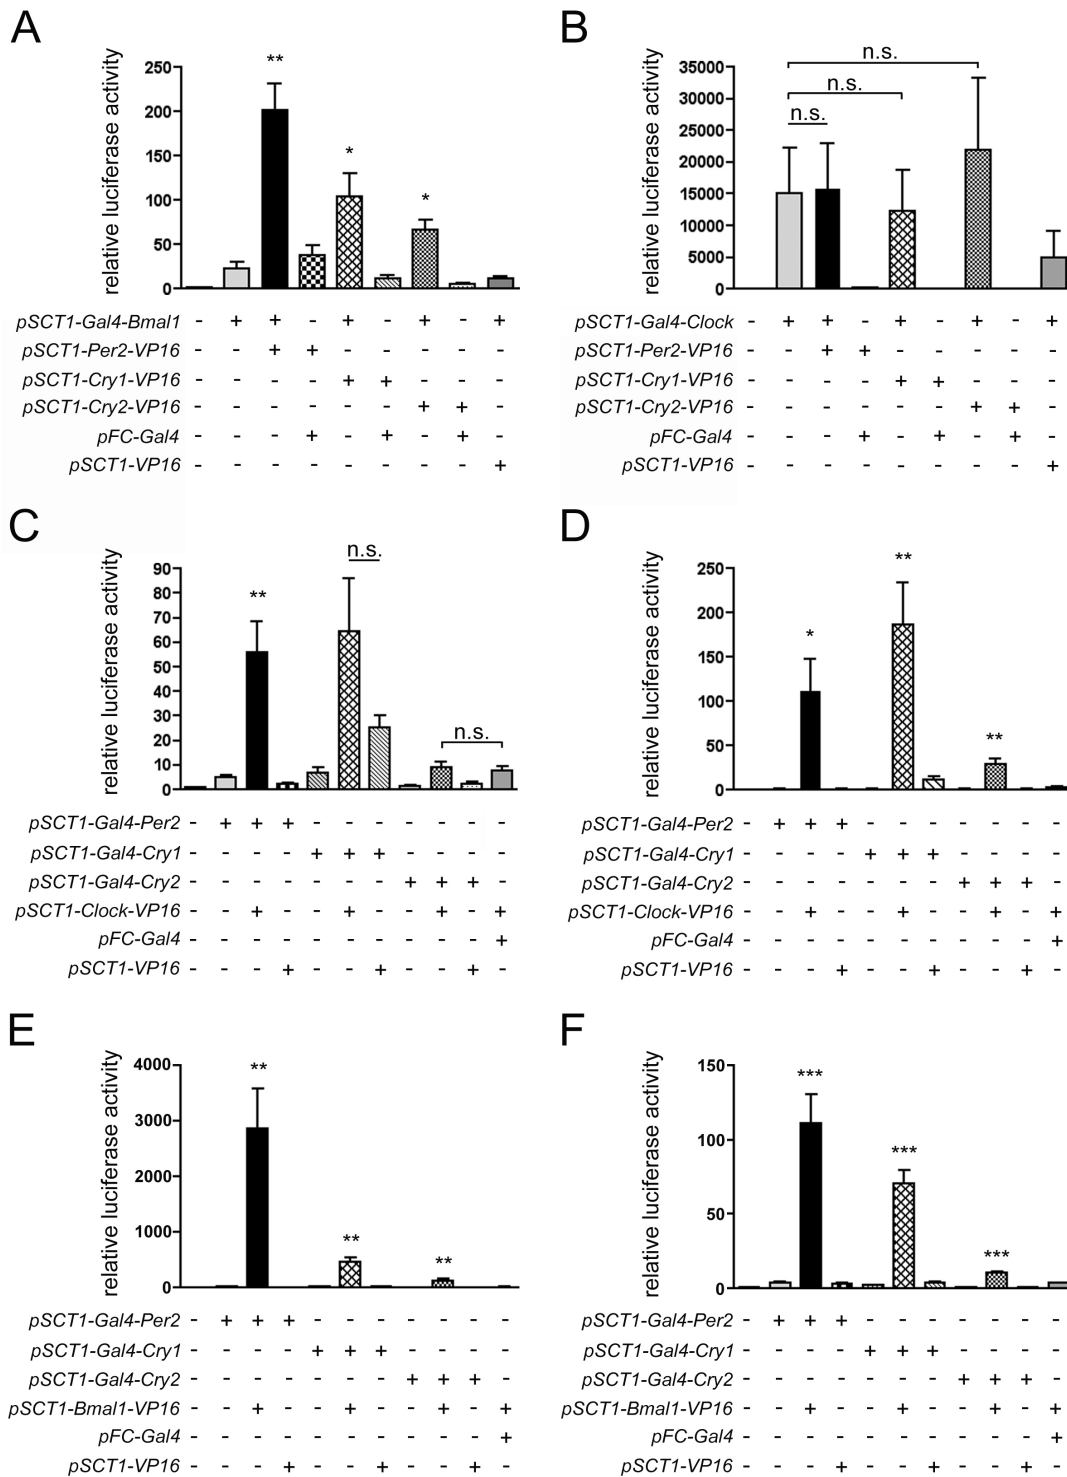 A
relative luciferase activity
250
200
150
100
50
0
**
*
*
pSCT1-Gal4-Bmal1 - + + - + - + - +
pSCT1-Per2-VP16 - - + + - - - - -
pSCT1-Cry1-VP16 - - - - + + - - -
pSCT1-Cry2-VP16 - - - - - - + + -
pFC-Gal4 - - - + - + - + -
pSCT1-VP16 - - - - - - - - +
B
relative luciferase activity
35000
30000
25000
20000
15000
10000
5000
0
n.s.
n.s.
n.s.
pSCT1-Gal4-Clock - + + - + - + - +
pSCT1-Per2-VP16 - - + + - - - - -
pSCT1-Cry1-VP16 - - - - + + - - -
pSCT1-Cry2-VP16 - - - - - - + + -
pFC-Gal4 - - - + - + - + -
pSCT1-VP16 - - - - - - - - +
C
relative luciferase activity
90
80
70
60
50
40
30
20
10
0
**
n.s.
n.s.
pSCT1-Gal4-Per2 - + + + - - - - - - -
pSCT1-Gal4-Cry1 - - - - + + + - - - -
pSCT1-Gal4-Cry2 - - - - - - - + + + -
pSCT1-Clock-VP16 - - + - - + - - + - +
pFC-Gal4 - - - - - - - - - - +
pSCT1-VP16 - - - + - - + - - + -
D
relative luciferase activity
250
200
150
100
50
0
*
**
**
pSCT1-Gal4-Per2 - + + + - - - - - - -
pSCT1-Gal4-Cry1 - - - - + + + - - - -
pSCT1-Gal4-Cry2 - - - - - - - + + + -
pSCT1-Clock-VP16 - - + - - + - - + - +
pFC-Gal4 - - - - - - - - - - +
pSCT1-VP16 - - - + - - + - - + -
E
relative luciferase activity
4000
3000
2000
1000
0
**
**
**
pSCT1-Gal4-Per2 - + + + - - - - - - -
pSCT1-Gal4-Cry1 - - - - + + + - - - -
pSCT1-Gal4-Cry2 - - - - - - - + + + -
pSCT1-Bmal1-VP16 - - + - - + - - + - +
pFC-Gal4 - - - - - - - - - - +
pSCT1-VP16 - - - + - - + - - + -
F
relative luciferase activity
150
100
50
0
***
***
***
pSCT1-Gal4-Per2 - + + + - - - - - - -
pSCT1-Gal4-Cry1 - - - - + + + - - - -
pSCT1-Gal4-Cry2 - - - - - - - + + + -
pSCT1-Bmal1-VP16 - - + - - + - - + - +
pFC-Gal4 - - - - - - - - - - +
pSCT1-VP16 - - - + - - + - - + -